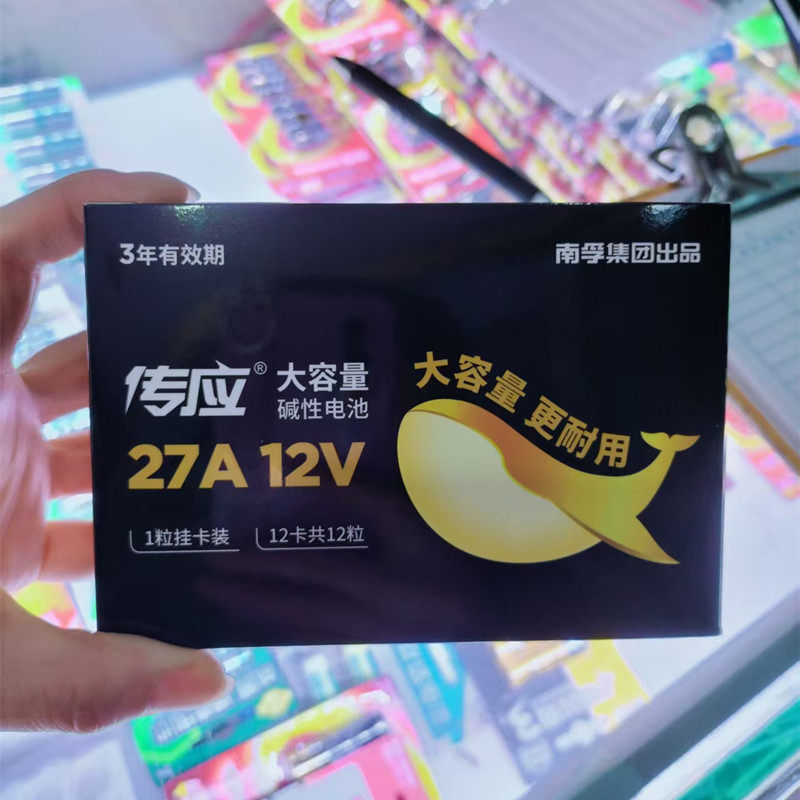 3年有效期
南孚集团出品
传应® 大容量
碱性电池
27A 12V
1粒挂卡装 12卡共12粒
大容量 更耐用